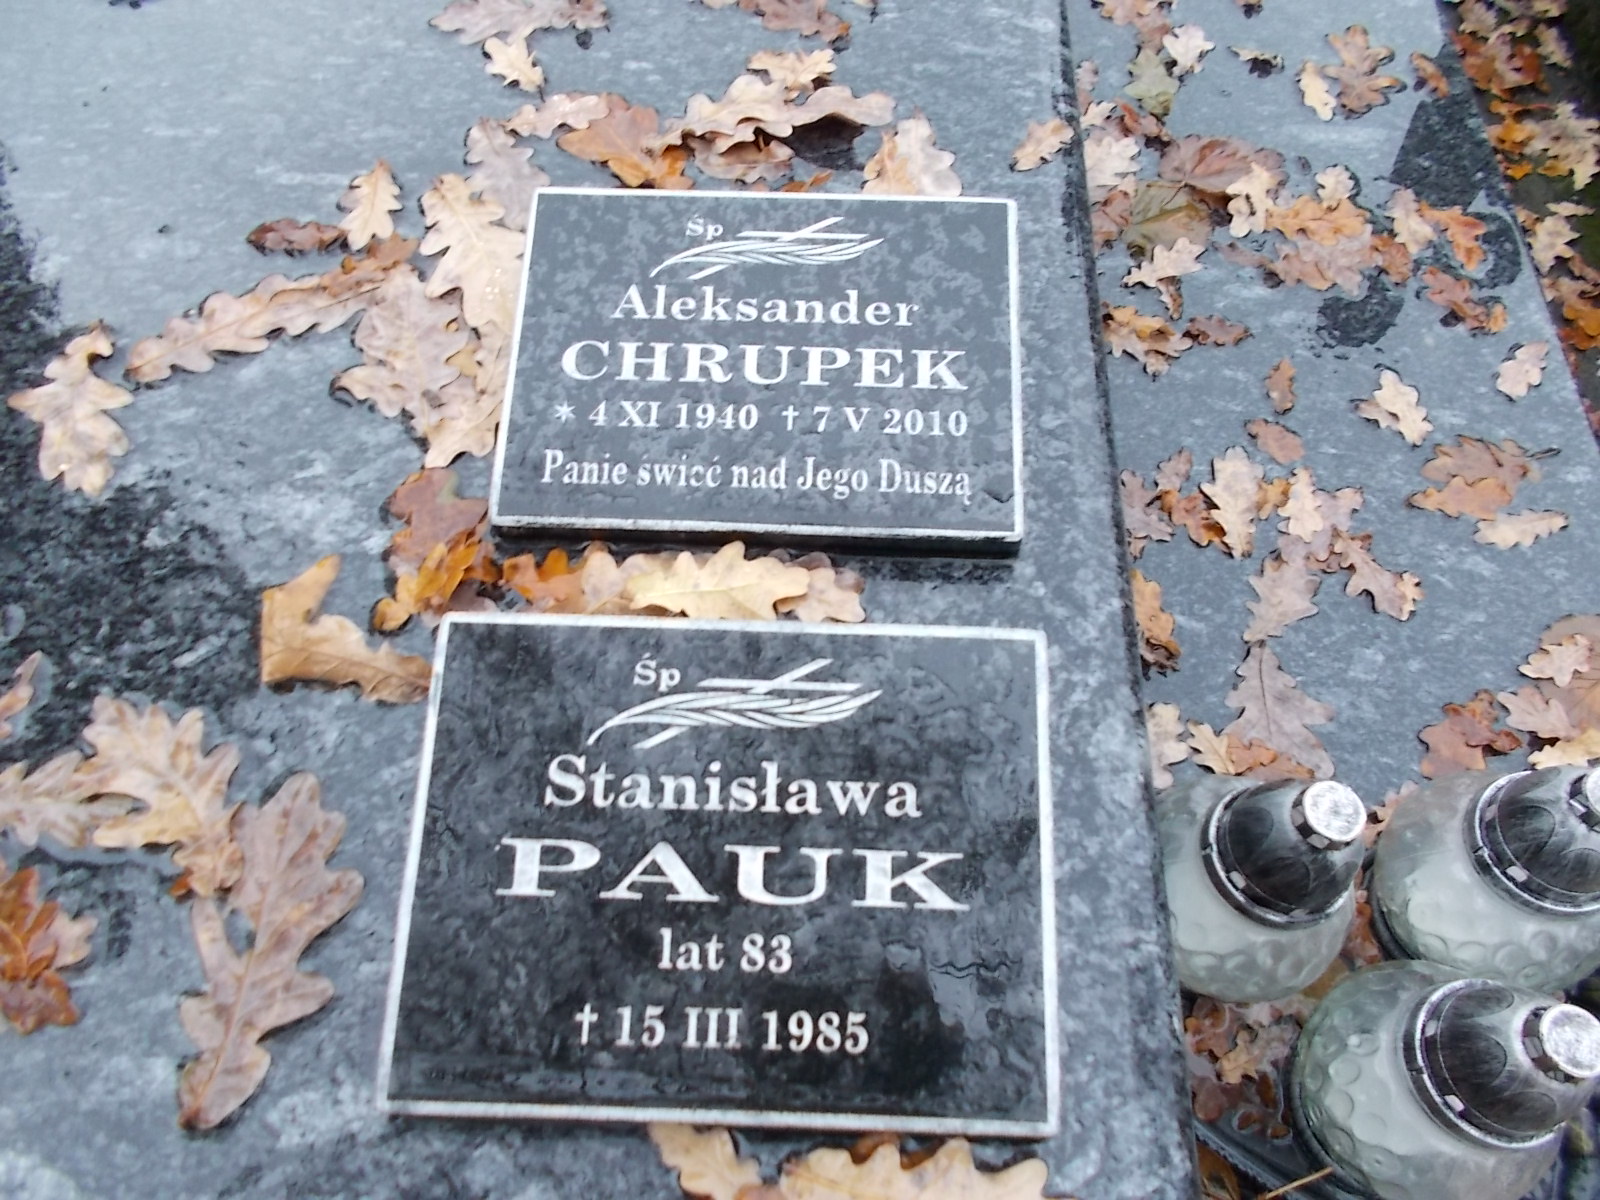 Śp
Aleksander
CHRUPEK
* 4 XI 1940 † 7 V 2010
Panie świeć nad Jego Duszą
Śp
Stanisława
PAUK
lat 83
† 15 III 1985